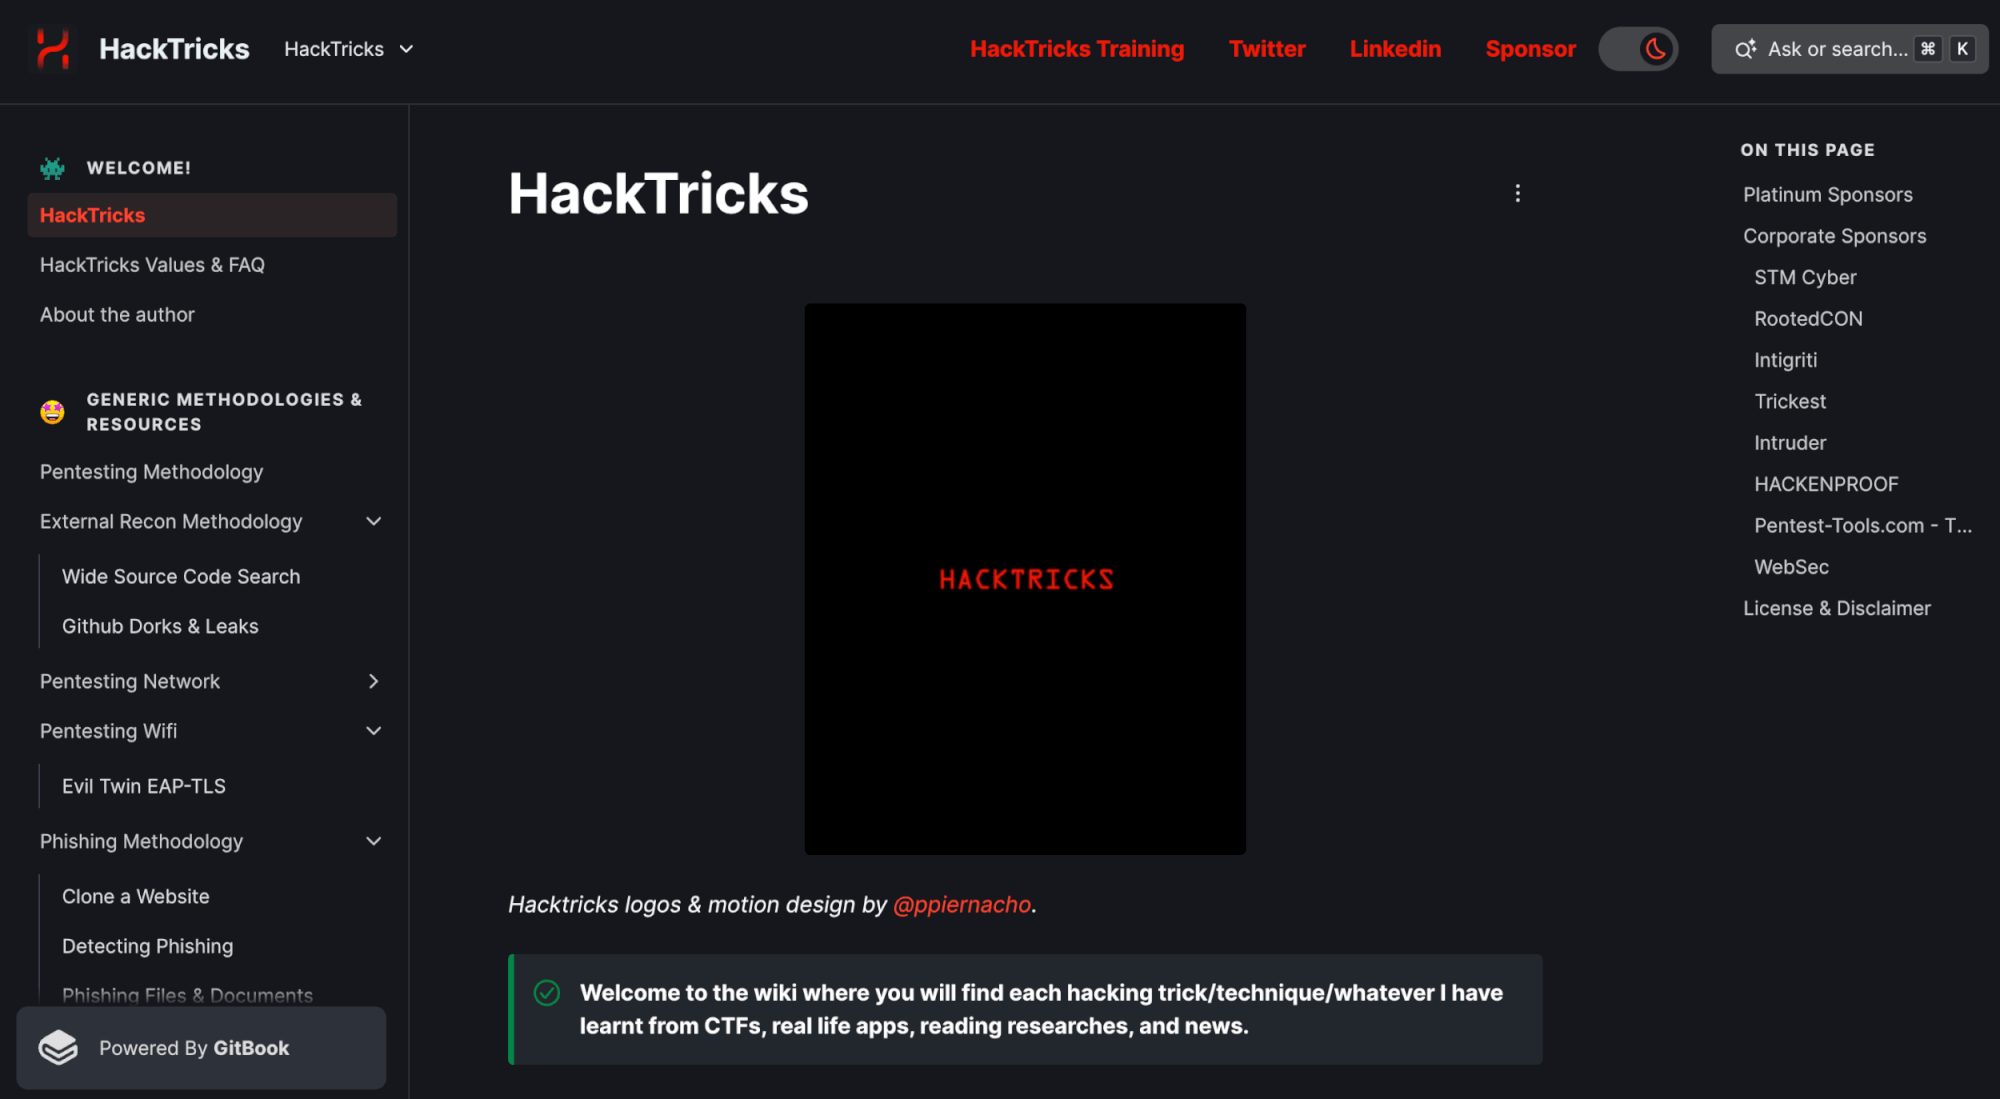 HackTricks
HackTricks
HackTricks Training
Twitter
Linkedin
Sponsor
Ask or search...
⌘
K
WELCOME!
HackTricks
HackTricks Values & FAQ
About the author
GENERIC METHODOLOGIES &
RESOURCES
Pentesting Methodology
External Recon Methodology
Wide Source Code Search
Github Dorks & Leaks
Pentesting Network
Pentesting Wifi
Evil Twin EAP-TLS
Phishing Methodology
Clone a Website
Detecting Phishing
Phishing Files & Documents
Powered By GitBook
HackTricks
HACKTRICKS
Hacktricks logos & motion design by @ppiernacho.
Welcome to the wiki where you will find each hacking trick/technique/whatever I have
learnt from CTFs, real life apps, reading researches, and news.
ON THIS PAGE
Platinum Sponsors
Corporate Sponsors
STM Cyber
RootedCON
Intigriti
Trickest
Intruder
HACKENPROOF
Pentest-Tools.com - T...
WebSec
License & Disclaimer